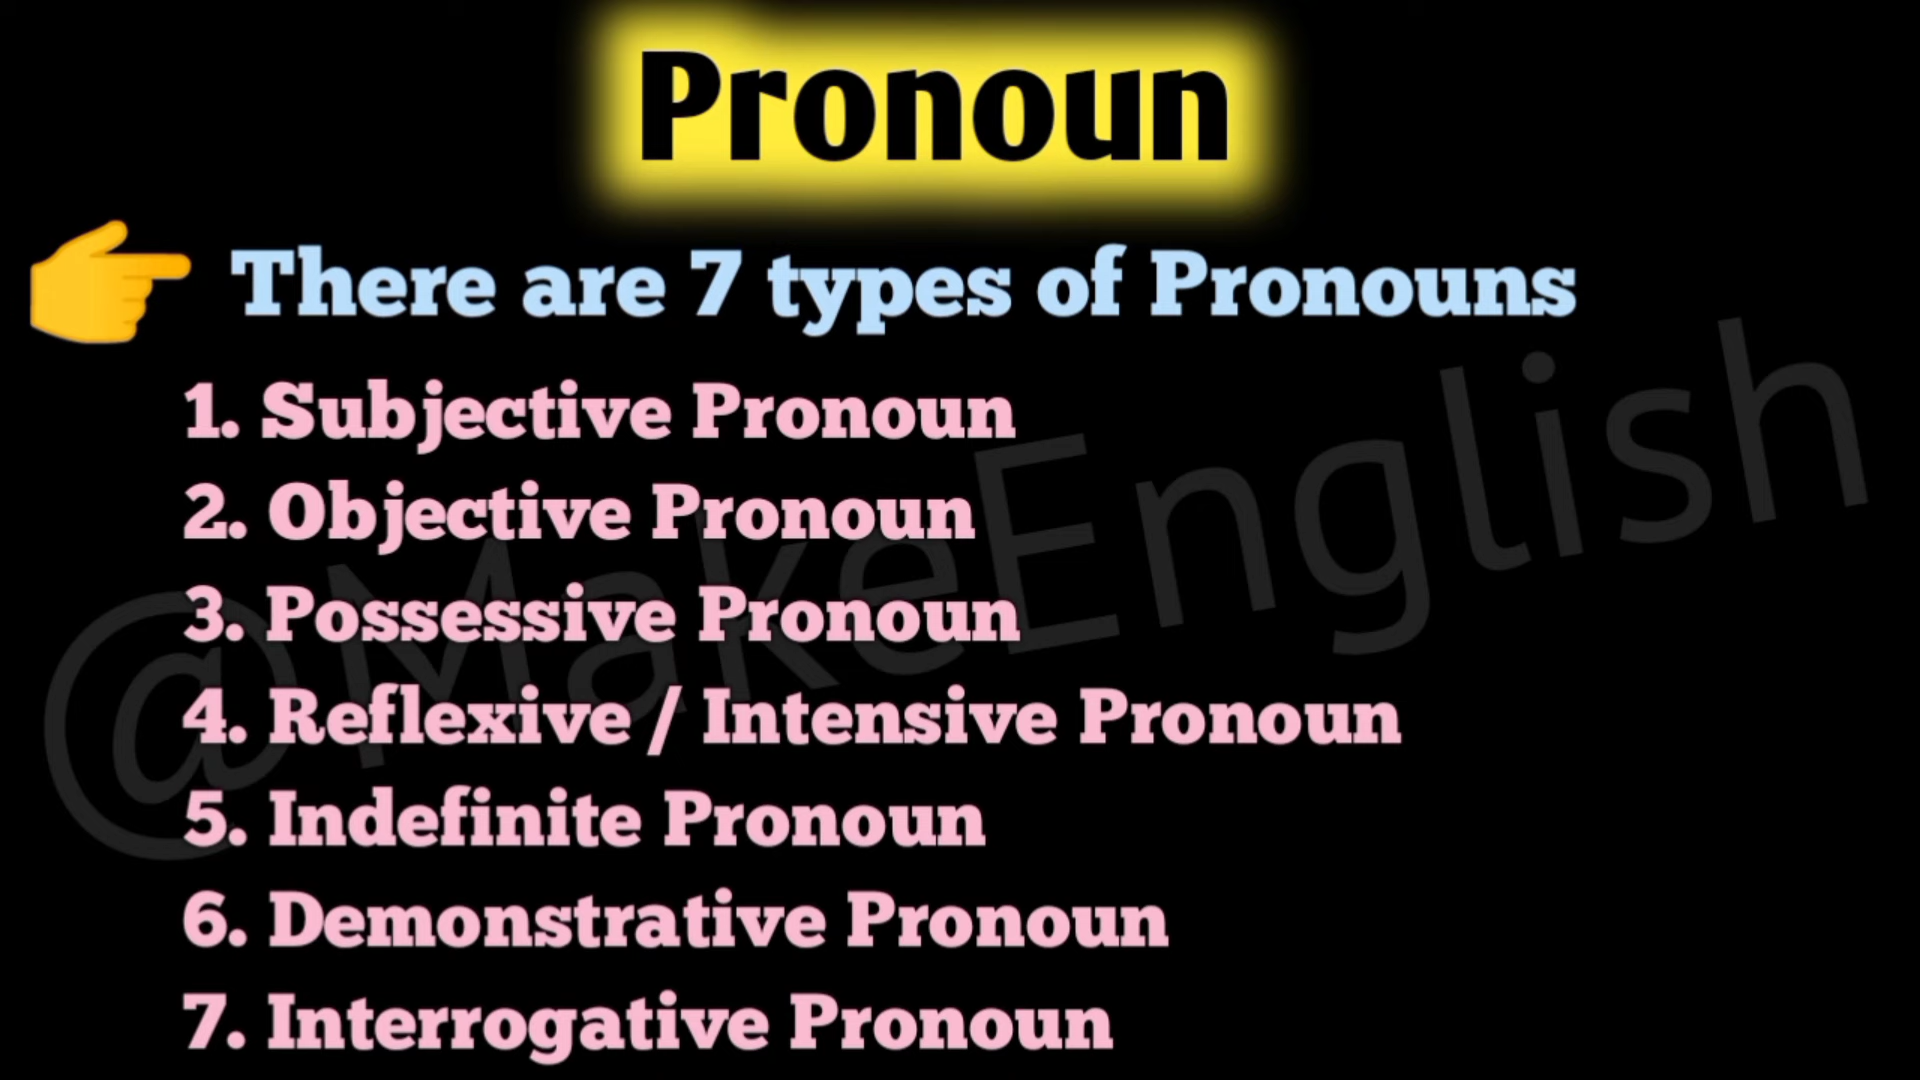 Pronoun
There are 7 types of Pronouns
1. Subjective Pronoun
2. Objective Pronoun
3. Possessive Pronoun
4. Reflexive / Intensive Pronoun
5. Indefinite Pronoun
6. Demonstrative Pronoun
7. Interrogative Pronoun
@MakeEnglish